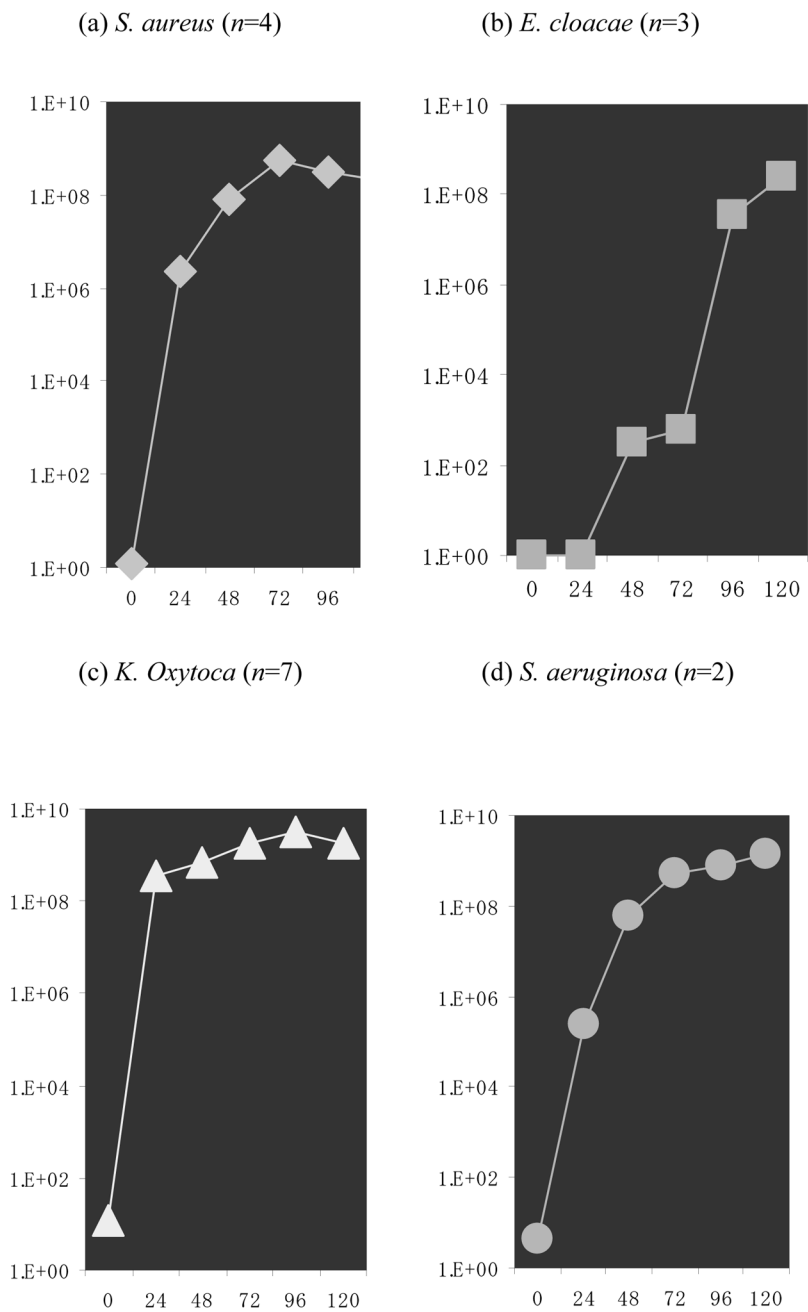 (a) S. aureus (n=4)
1.E+10
1.E+08
1.E+06
1.E+04
1.E+02
1.E+00
0 24 48 72 96
(b) E. cloacae (n=3)
1.E+10
1.E+08
1.E+06
1.E+04
1.E+02
1.E+00
0 24 48 72 96 120
(c) K. Oxytoca (n=7)
1.E+10
1.E+08
1.E+06
1.E+04
1.E+02
1.E+00
0 24 48 72 96 120
(d) S. aeruginosa (n=2)
1.E+10
1.E+08
1.E+06
1.E+04
1.E+02
1.E+00
0 24 48 72 96 120